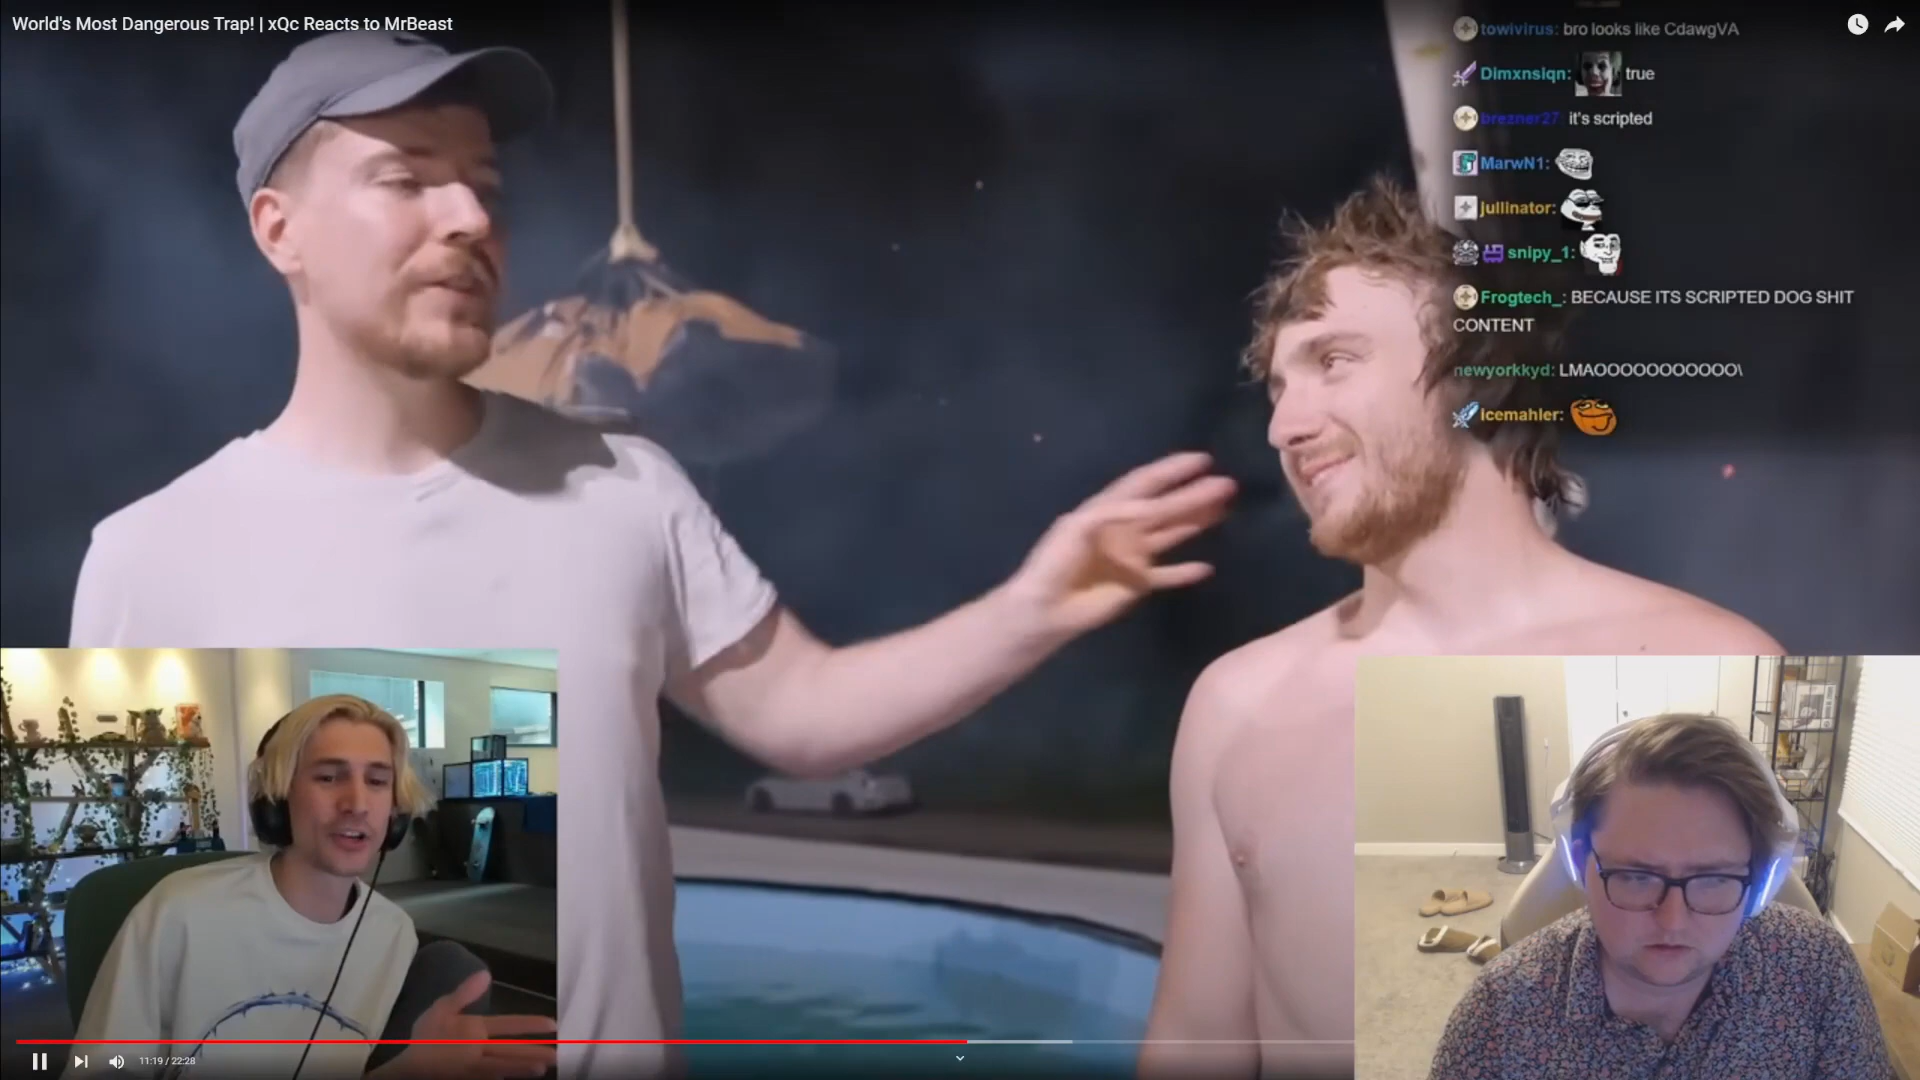 World's Most Dangerous Trap! | xQc Reacts to MrBeast
towivirus: bro looks like CdawgVA
Dimxnsiqn: true
brezner27: it's scripted
MarwN1:
jullinator:
snipy_1:
Frogtech_: BECAUSE ITS SCRIPTED DOG SHIT
CONTENT
newyorkkyd: LMAOOOOOOOOOOO\
icemahler:
11:19 / 22:28